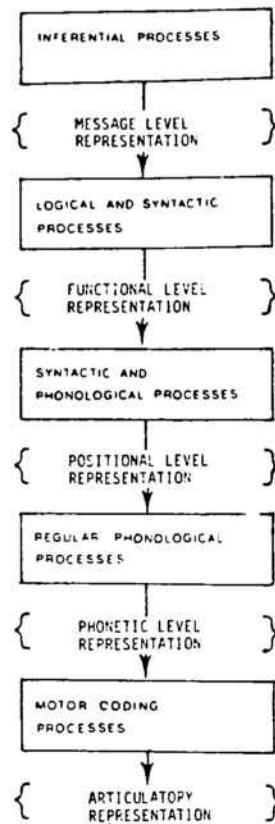 INFERENTIAL PROCESSES
{ MESSAGE LEVEL }
REPRESENTATION
LOGICAL AND SYNTACTIC
PROCESSES
{ FUNCTIONAL LEVEL }
REPRESENTATION
SYNTACTIC AND
PHONOLOGICAL PROCESSES
{ POSITIONAL LEVEL }
REPRESENTATION
REGULAR PHONOLOGICAL
PROCESSES
{ PHONETIC LEVEL }
REPRESENTATION
MOTOR CODING
PROCESSES
{ ARTICULATORY }
REPRESENTATION